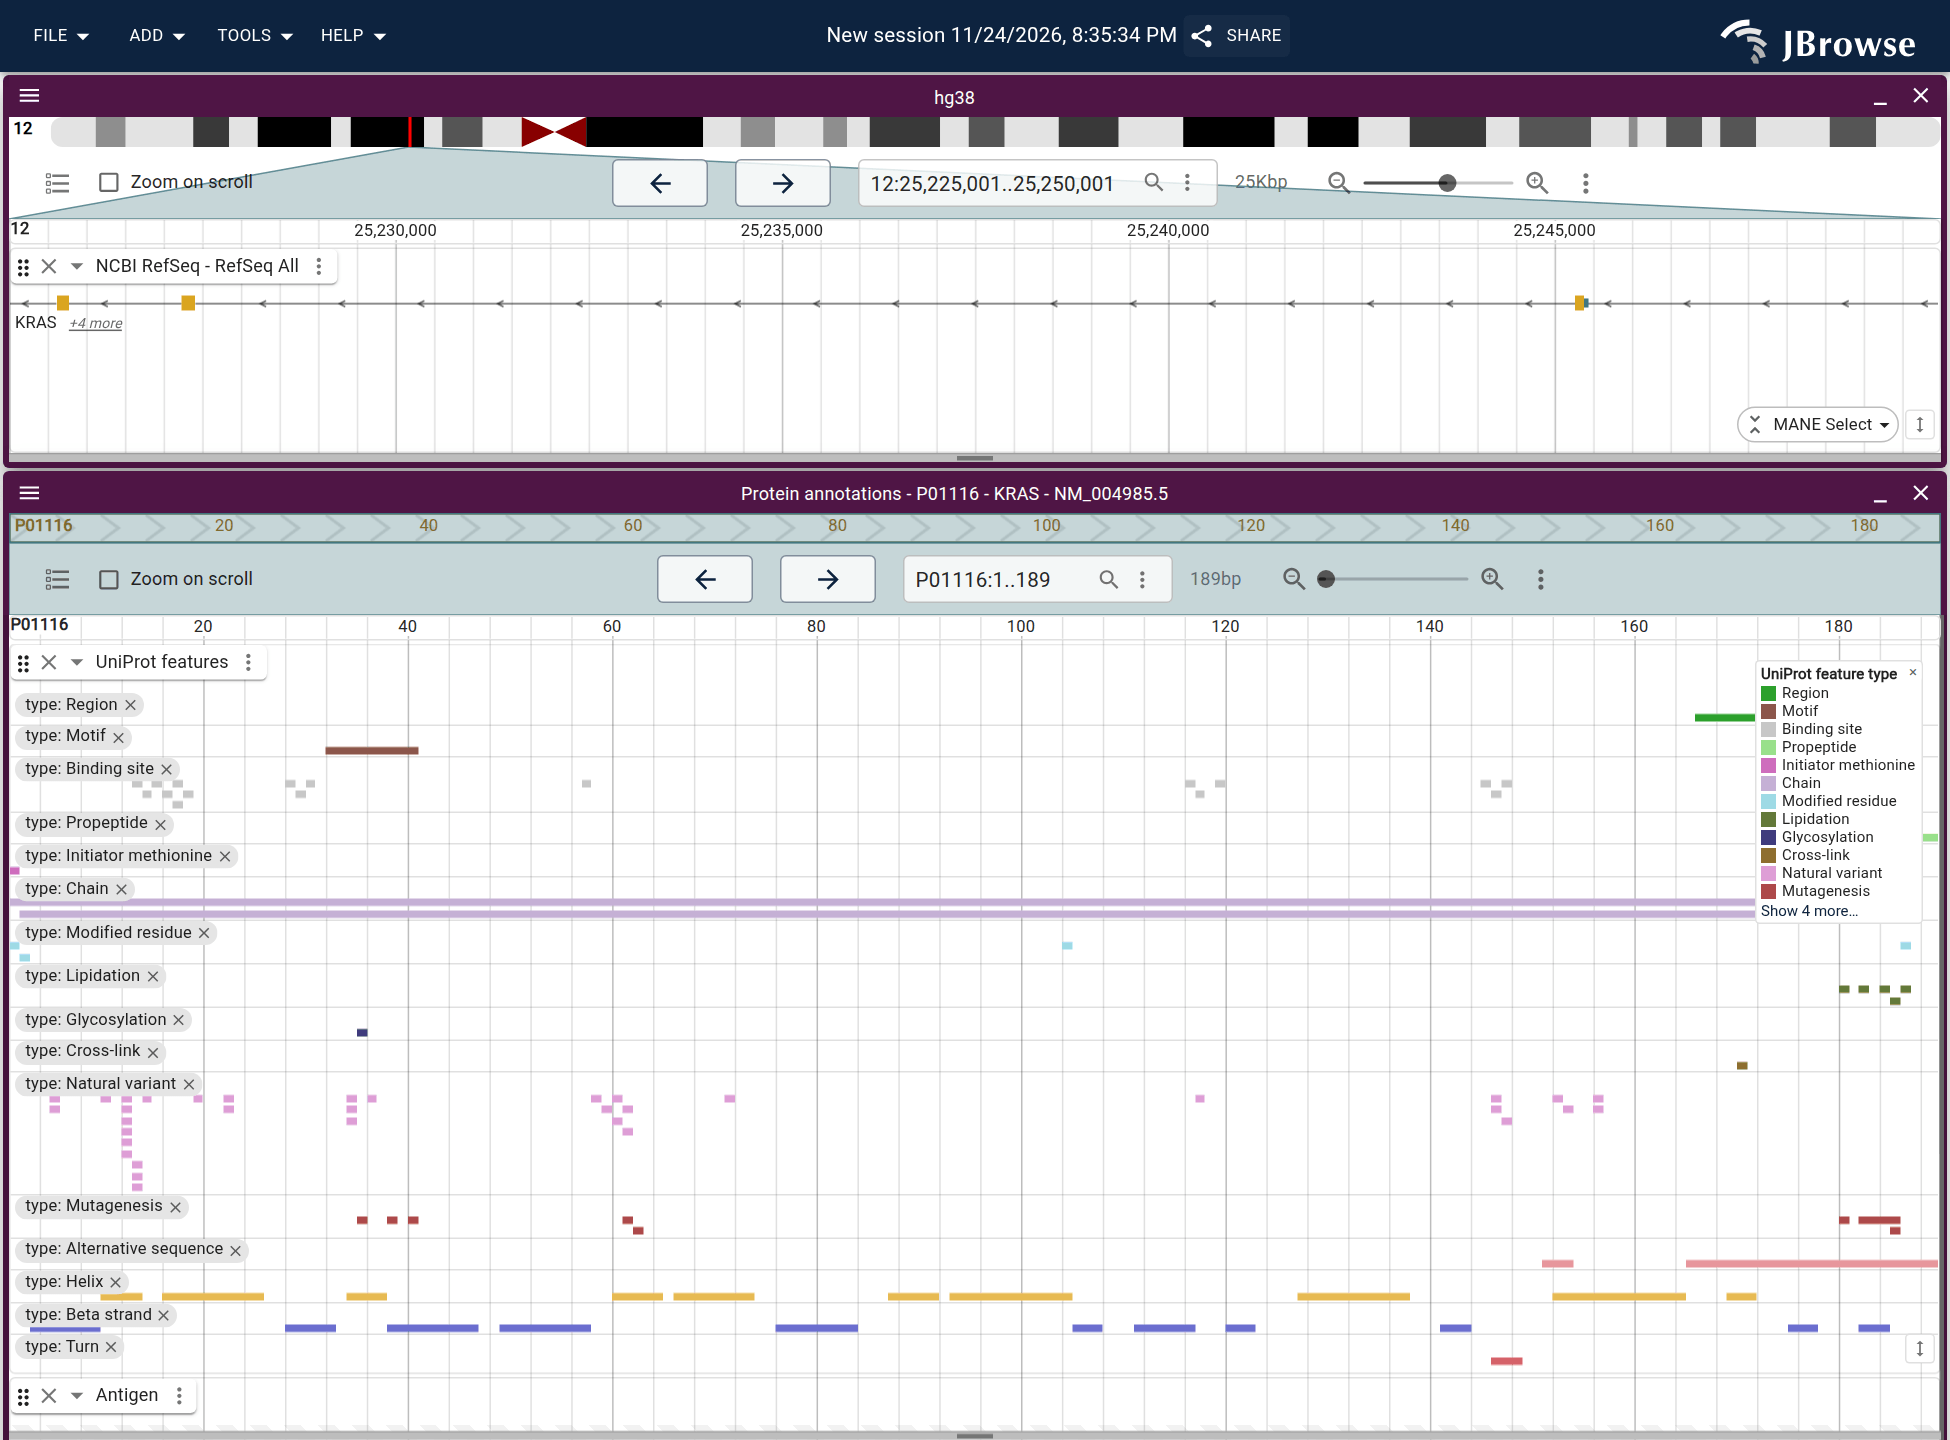 FILE ADD TOOLS HELP New session 11/24/2026, 8:35:34 PM SHARE JBrowse
hg38
12
Zoom on scroll 12:25,225,001..25,250,001 25Kbp
12 25,230,000 25,235,000 25,240,000 25,245,000
NCBI RefSeq - RefSeq All
KRAS +4 more
MANE Select
Protein annotations - P01116 - KRAS - NM_004985.5
P01116 20 40 60 80 100 120 140 160 180
Zoom on scroll P01116:1..189 189bp
P01116 20 40 60 80 100 120 140 160 180
UniProt features
type: Region
type: Motif
type: Binding site
type: Propeptide
type: Initiator methionine
type: Chain
type: Modified residue
type: Lipidation
type: Glycosylation
type: Cross-link
type: Natural variant
type: Mutagenesis
type: Alternative sequence
type: Helix
type: Beta strand
type: Turn
UniProt feature type
Region
Motif
Binding site
Propeptide
Initiator methionine
Chain
Modified residue
Lipidation
Glycosylation
Cross-link
Natural variant
Mutagenesis
Show 4 more...
Antigen